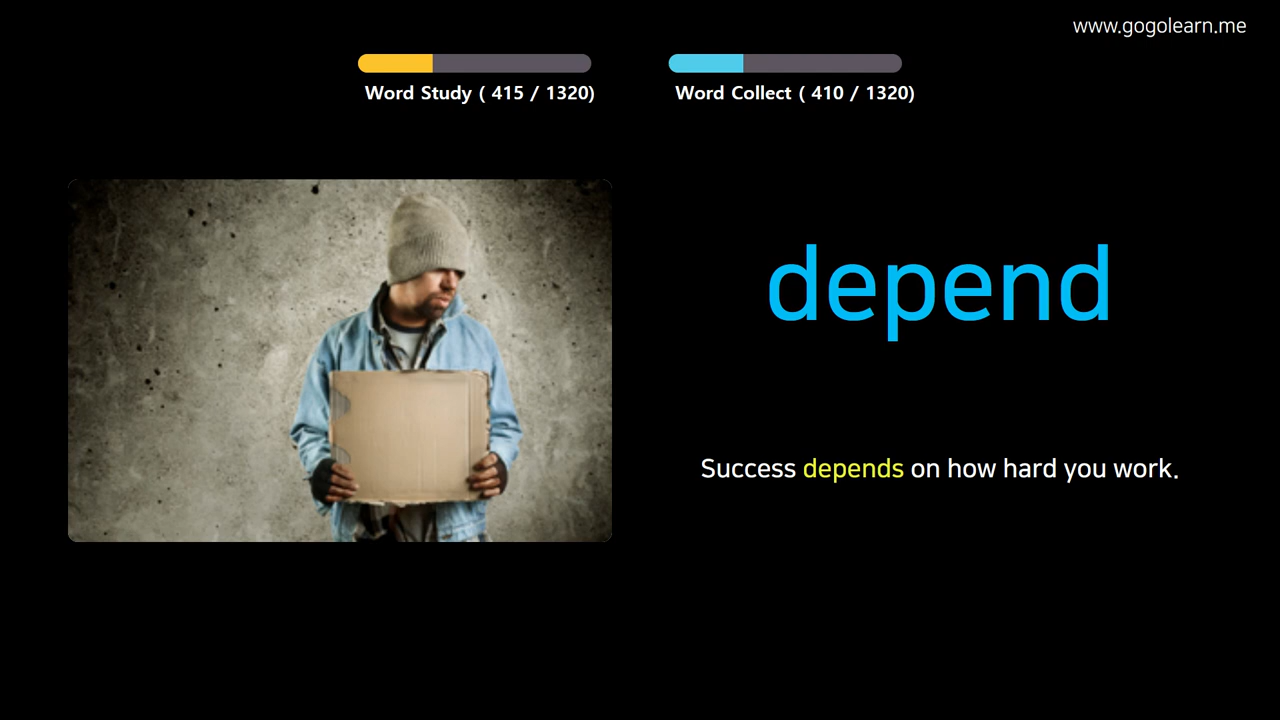 www.gogolearn.me
Word Study ( 415 / 1320)
Word Collect ( 410 / 1320)
depend
Success depends on how hard you work.